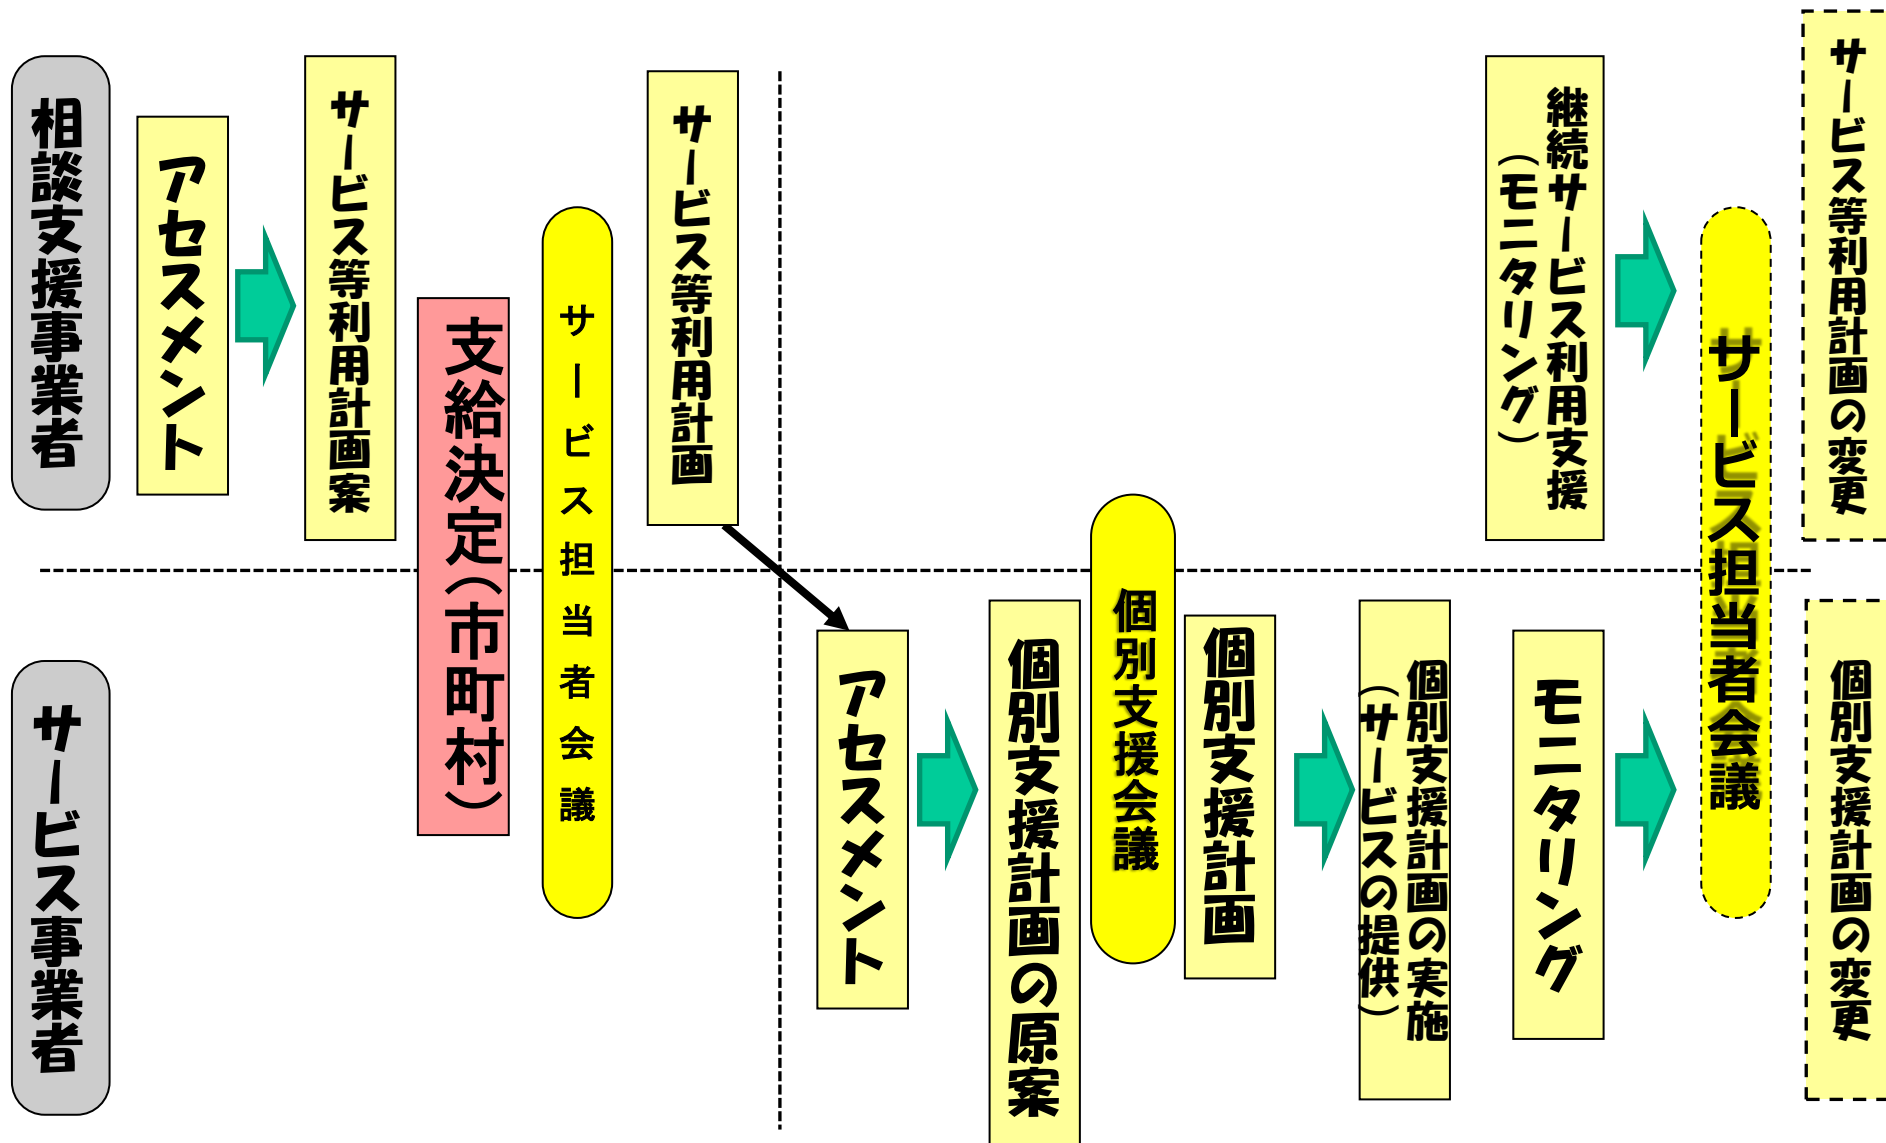 相談支援事業者
アセスメント
サービス等利用計画案
支給決定（市町村）
サービス担当者会議
サービス等利用計画
継続サービス利用支援
（モニタリング）
サービス担当者会議
サービス等利用計画の変更
サービス事業者
アセスメント
個別支援計画の原案
個別支援会議
個別支援計画
個別支援計画の実施
（サービスの提供）
モニタリング
個別支援計画の変更